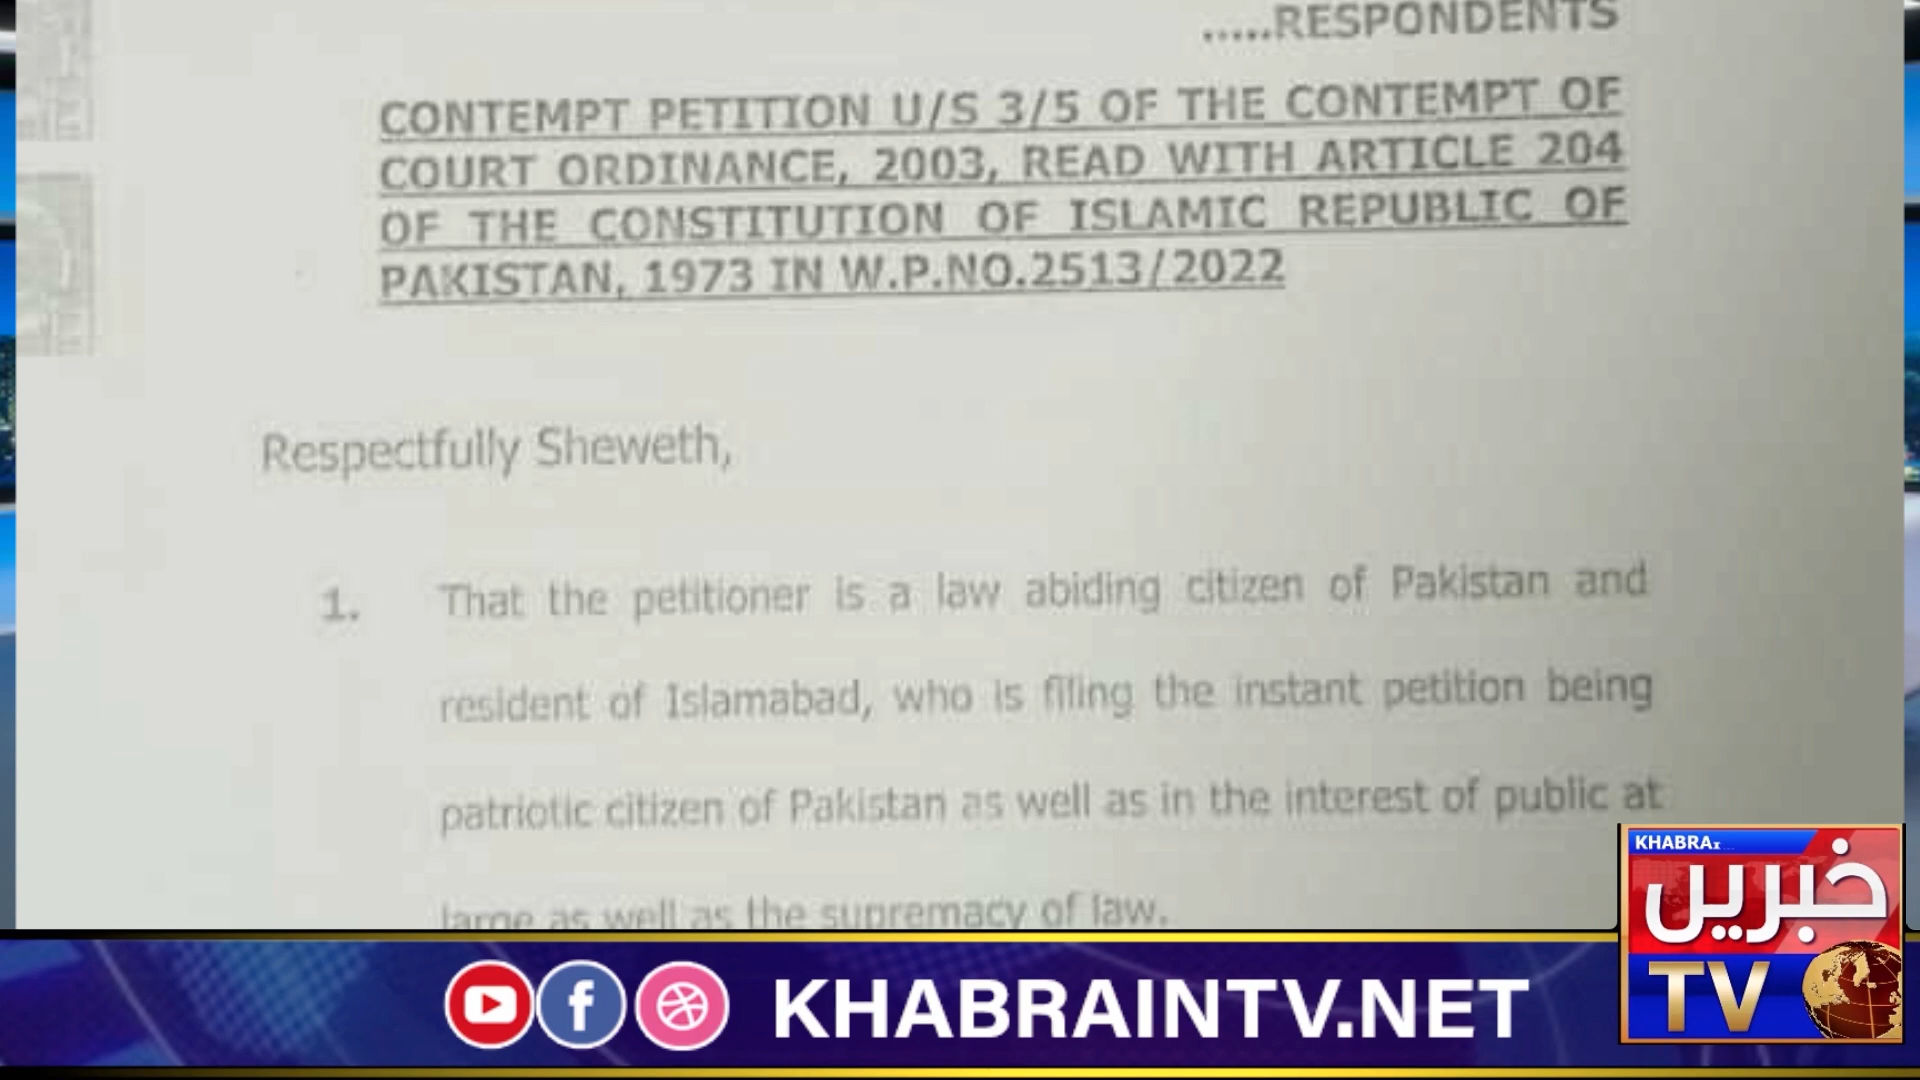 .....RESPONDENTS
CONTEMPT PETITION U/S 3/5 OF THE CONTEMPT OF
COURT ORDINANCE, 2003, READ WITH ARTICLE 204
OF THE CONSTITUTION OF ISLAMIC REPUBLIC OF
PAKISTAN, 1973 IN W.P.NO.2513/2022
Respectfully Sheweth,
1. That the petitioner is a law abiding citizen of Pakistan and
resident of Islamabad, who is filing the instant petition being
patriotic citizen of Pakistan as well as in the interest of public at
large as well as the supremacy of law.
خبریں
TV
KHABRAINTV.NET